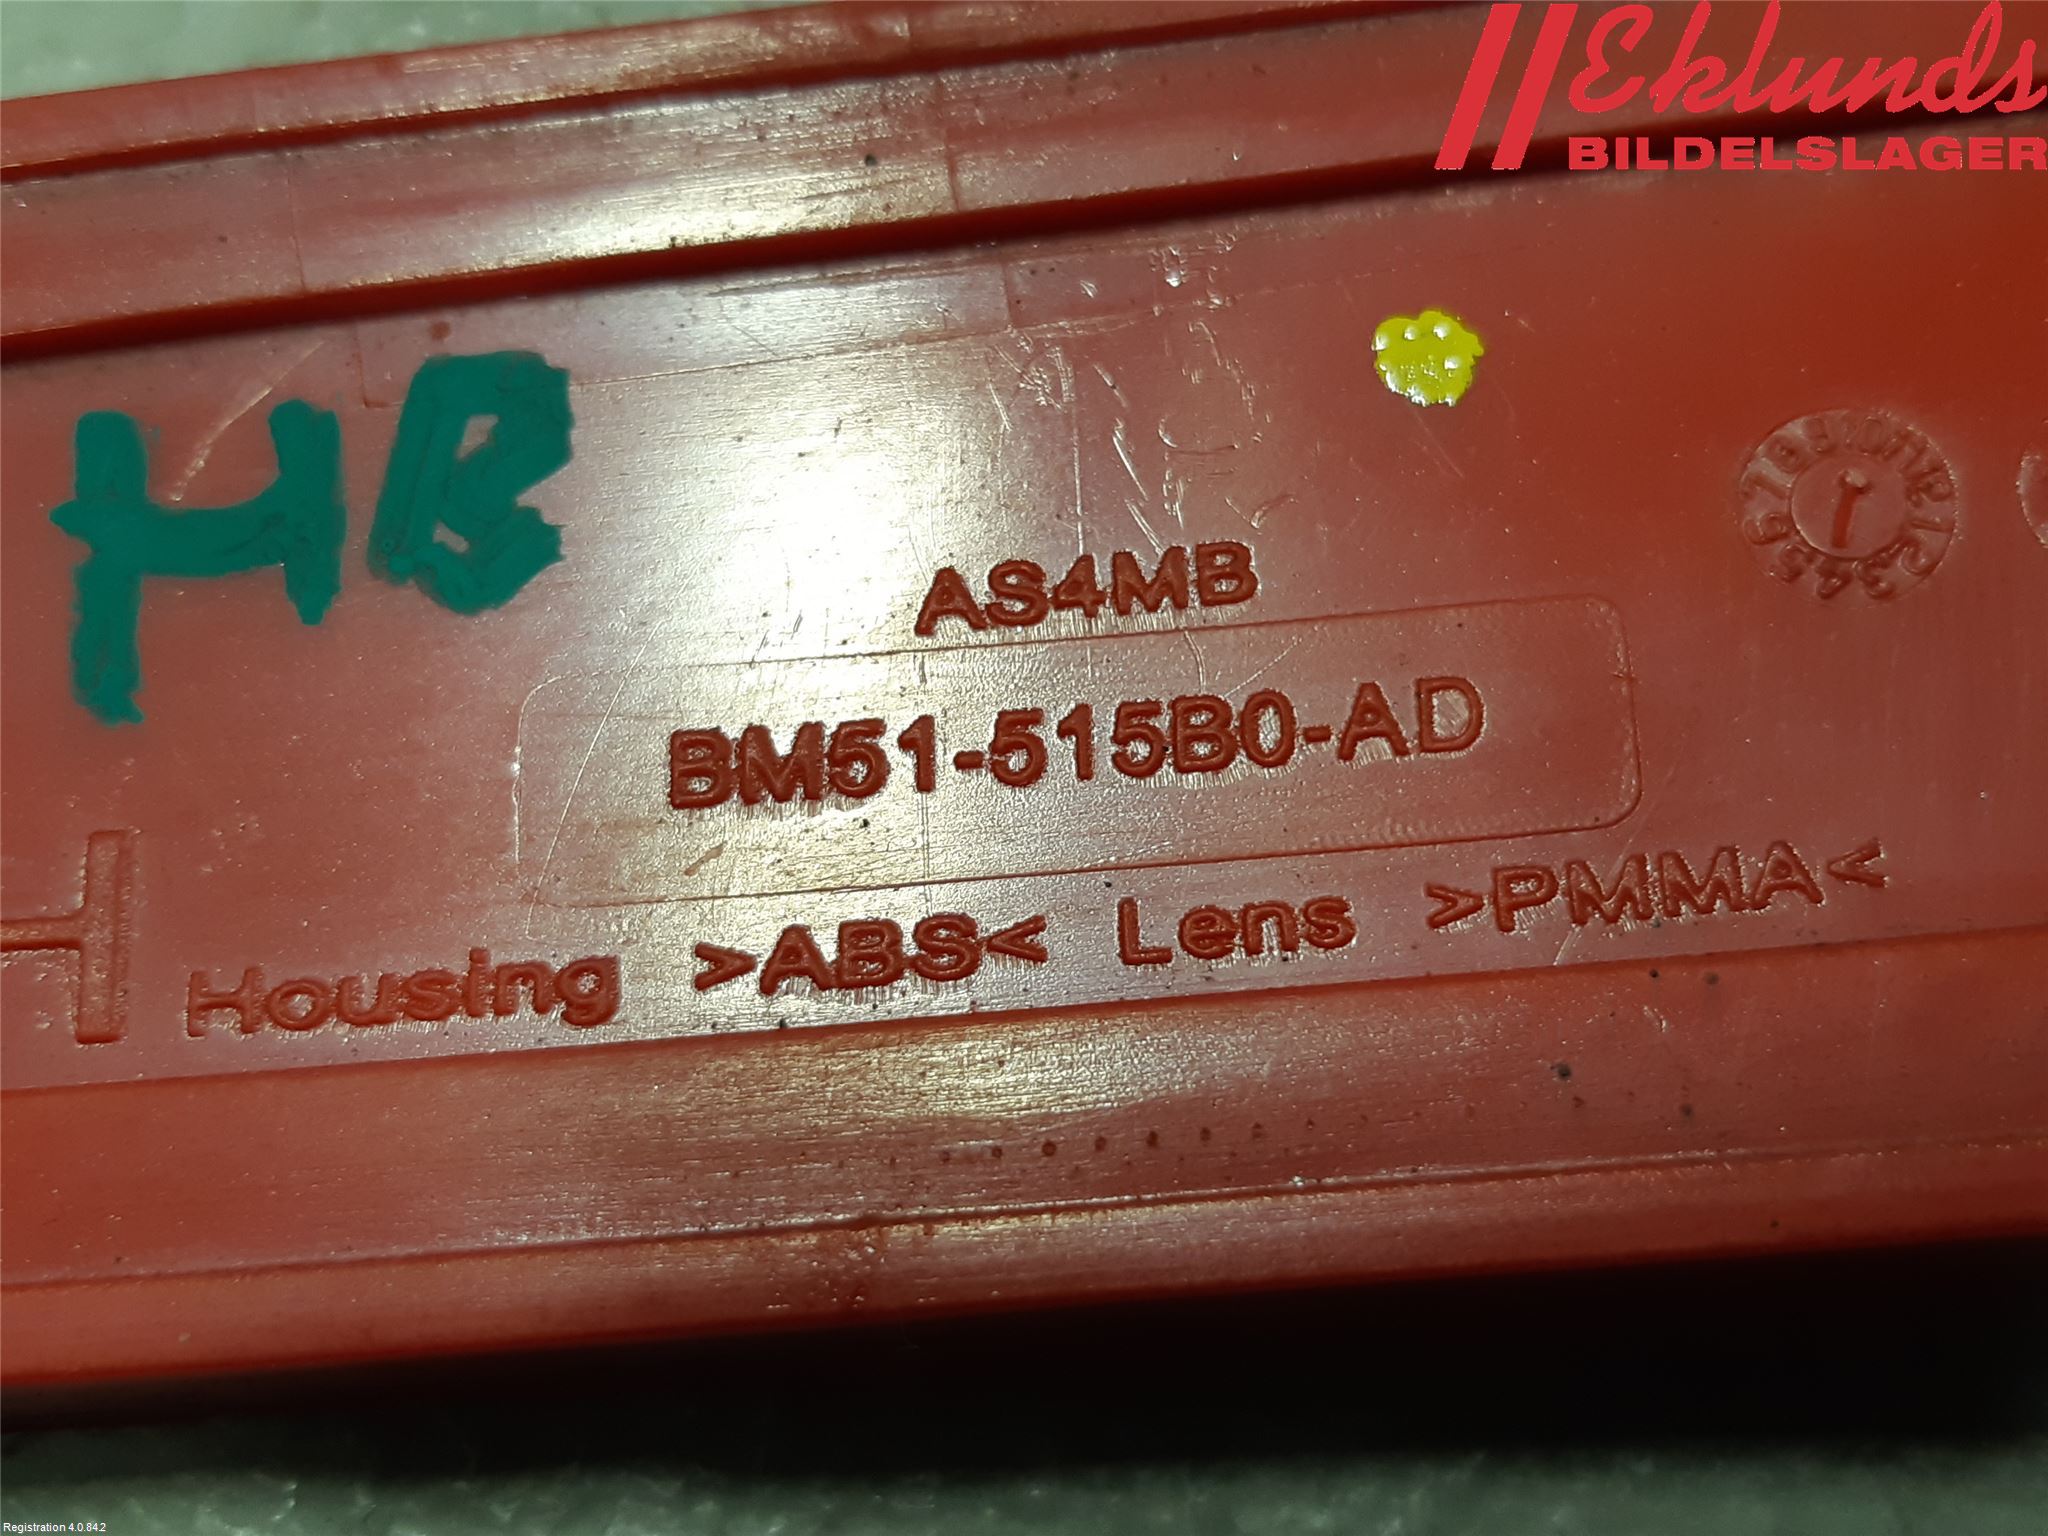 Eklunds
BILDELSLAGER
HB
AS4MB
BM51-515B0-AD
Housing >ABS< Lens >PMMA<
Registration 4.0.84.2